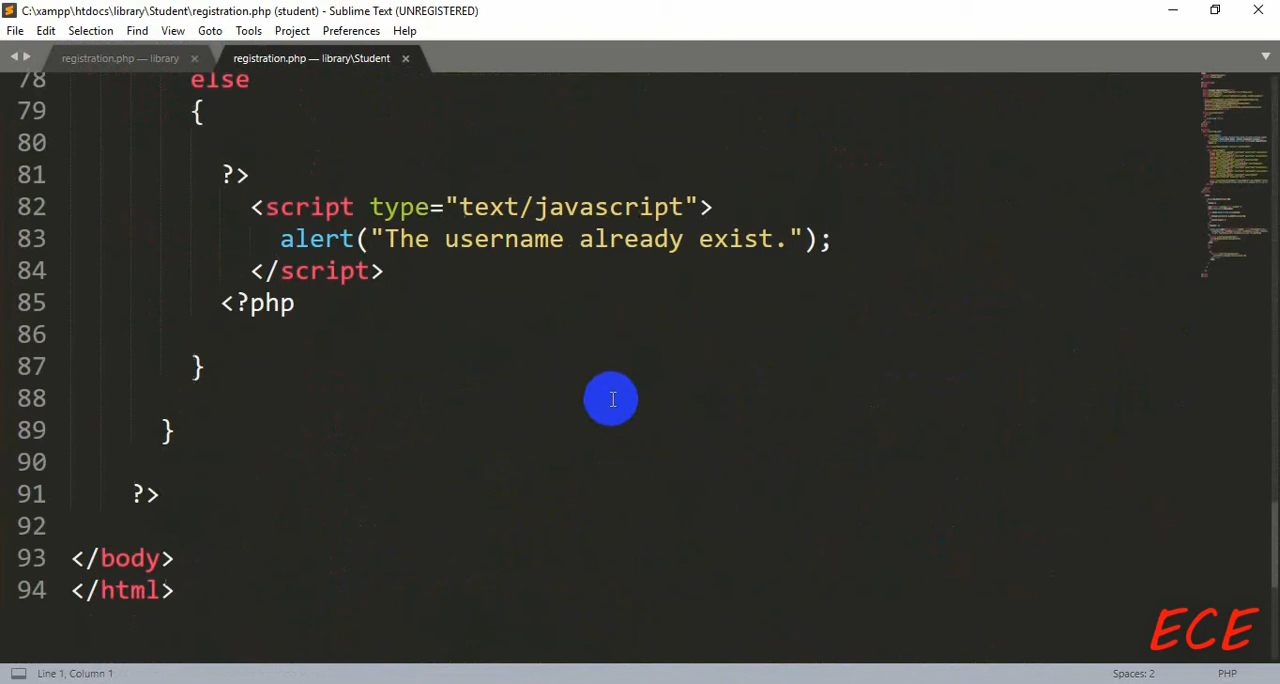 C:\xampp\htdocs\library\Student\registration.php (student) - Sublime Text (UNREGISTERED)
File Edit Selection Find View Goto Tools Project Preferences Help
registration.php — library × registration.php — library\Student ×
78 else
79 {
80
81 ?>
82 <script type="text/javascript">
83 alert("The username already exist.");
84 </script>
85 <?php
86
87 }
88
89 }
90
91 ?>
92
93 </body>
94 </html>
ECE
Line 1, Column 1 Spaces: 2 PHP